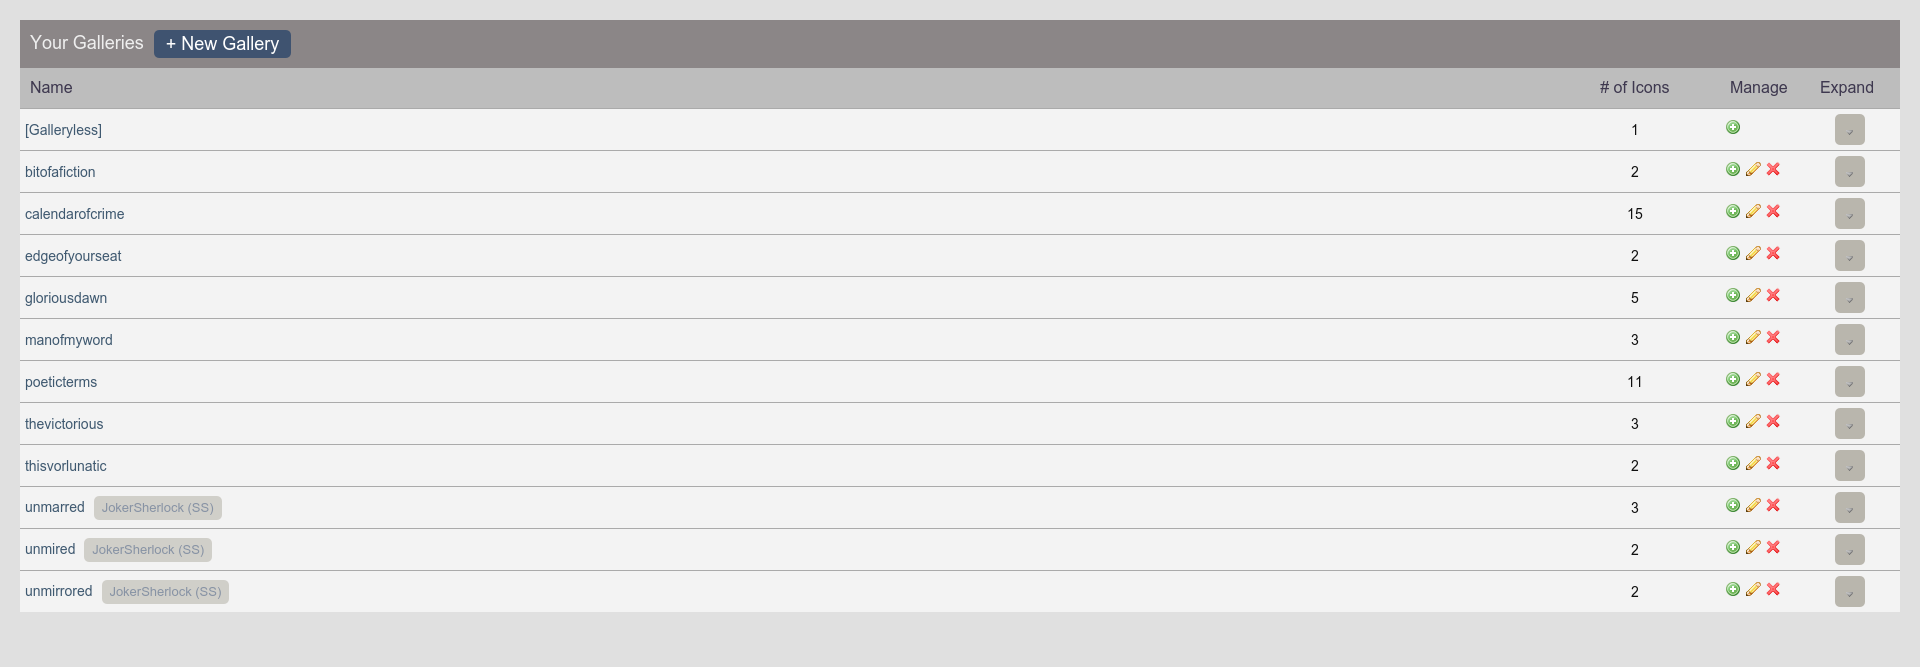 Your Galleries + New Gallery
Name # of Icons Manage Expand
[Galleryless] 1
bitofafiction 2
calendarofcrime 15
edgeofyourseat 2
gloriousdawn 5
manofmyword 3
poeticterms 11
thevictorious 3
thisvorlunatic 2
unmarred JokerSherlock (SS) 3
unmired JokerSherlock (SS) 2
unmirrored JokerSherlock (SS) 2